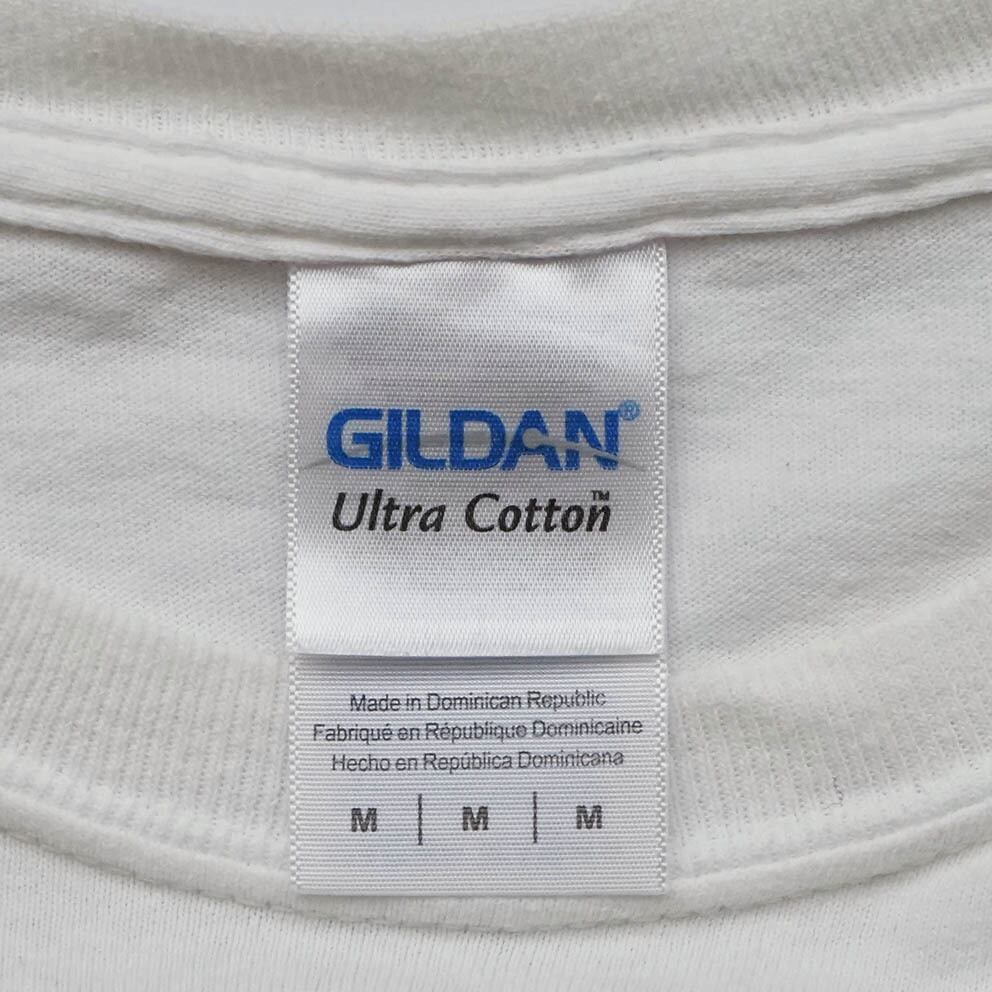 GILDAN®
Ultra Cotton™
Made in Dominican Republic
Fabriqué en République Dominicaine
Hecho en República Dominicana
M | M | M